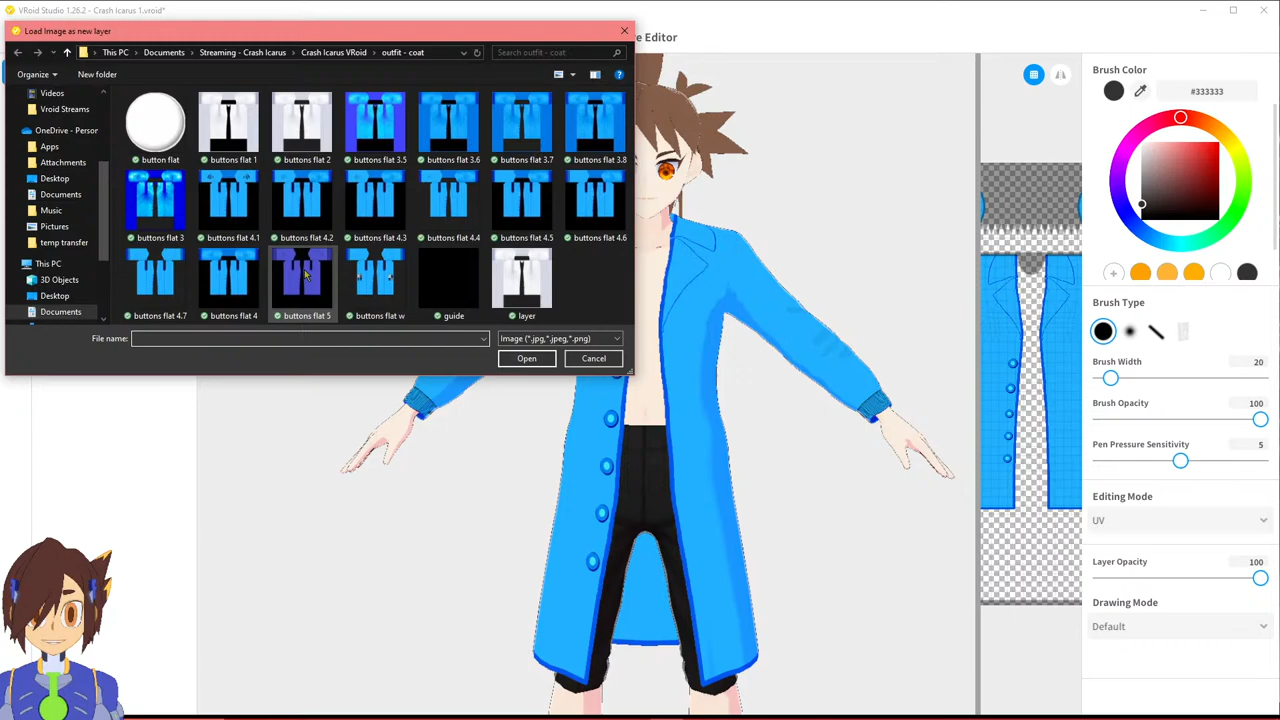 VRoid Studio 1.26.2 - Crash Icarus 1.vroid*
Load Image as new layer
e Editor
This PC
Documents
Streaming - Crash Icarus
Crash Icarus VRoid
outfit - coat
Search outfit - coat
Organize
New folder
Videos
Vroid Streams
OneDrive - Person
Apps
Attachments
Desktop
Documents
Music
Pictures
temp transfer
This PC
3D Objects
Desktop
Documents
button flat
buttons flat 1
buttons flat 2
buttons flat 3.5
buttons flat 3.6
buttons flat 3.7
buttons flat 3.8
buttons flat 3
buttons flat 4.1
buttons flat 4.2
buttons flat 4.3
buttons flat 4.4
buttons flat 4.5
buttons flat 4.6
buttons flat 4.7
buttons flat 4
buttons flat 5
buttons flat w
guide
layer
File name:
Image (*.jpg,*.jpeg,*.png)
Open
Cancel
Brush Color
#333333
Brush Type
Brush Width
20
Brush Opacity
100
Pen Pressure Sensitivity
5
Editing Mode
UV
Layer Opacity
100
Drawing Mode
Default